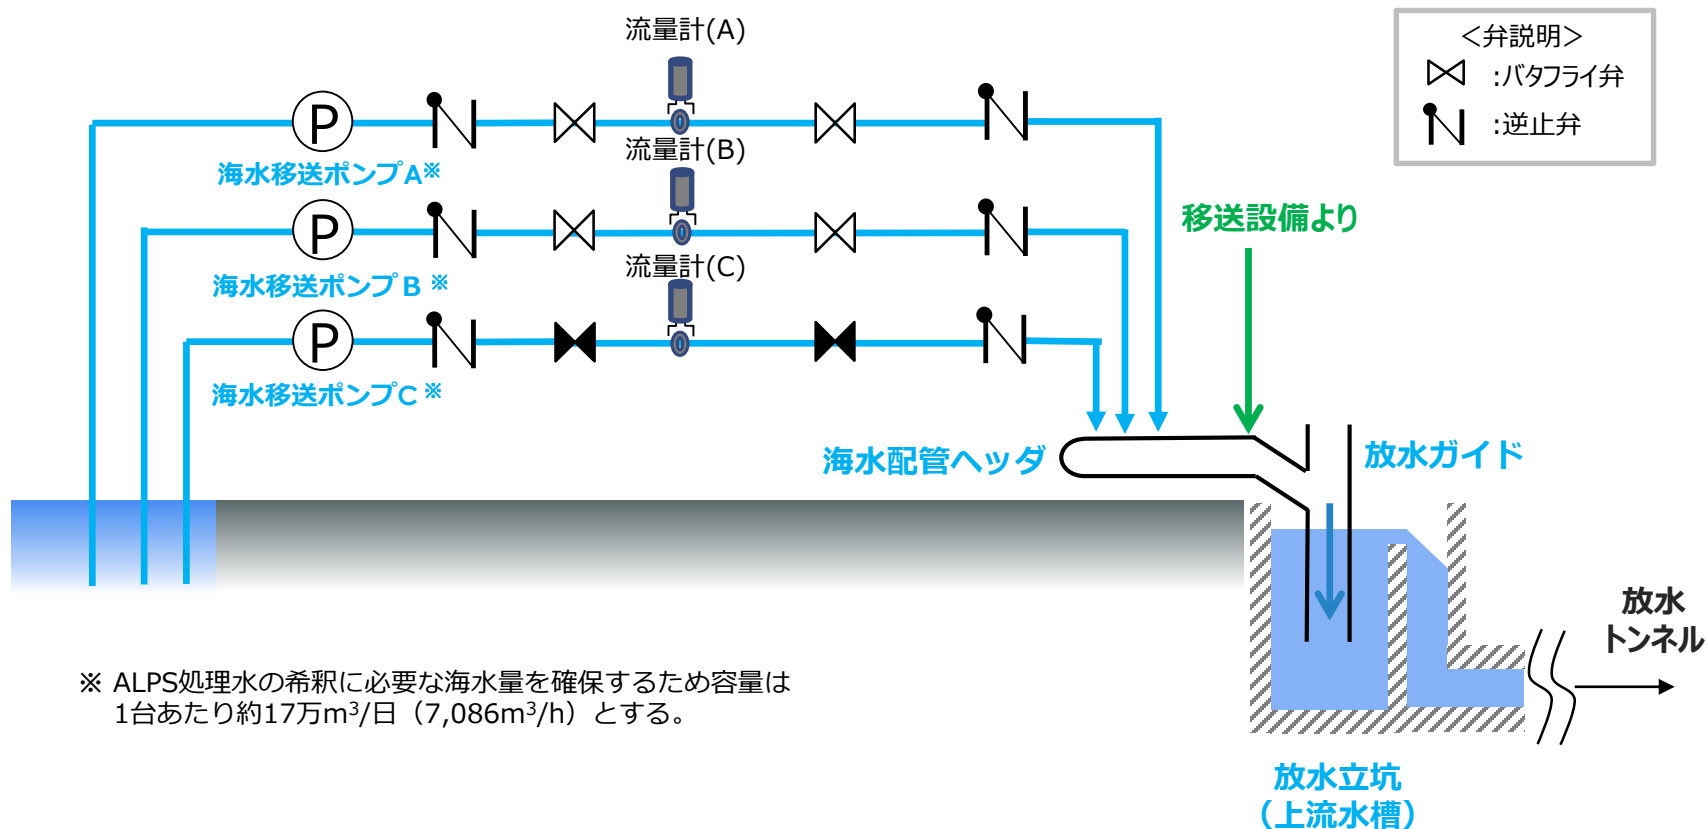 流量計(A)
<弁説明>
:バタフライ弁
:逆止弁
P
海水移送ポンプA※
流量計(B)
P
海水移送ポンプB※
流量計(C)
P
海水移送ポンプC※
移送設備より
海水配管ヘッダ
放水ガイド
放水
トンネル
※ ALPS処理水の希釈に必要な海水量を確保するため容量は
1台あたり約17万m³/日（7,086m³/h）とする。
放水立坑
（上流水槽）